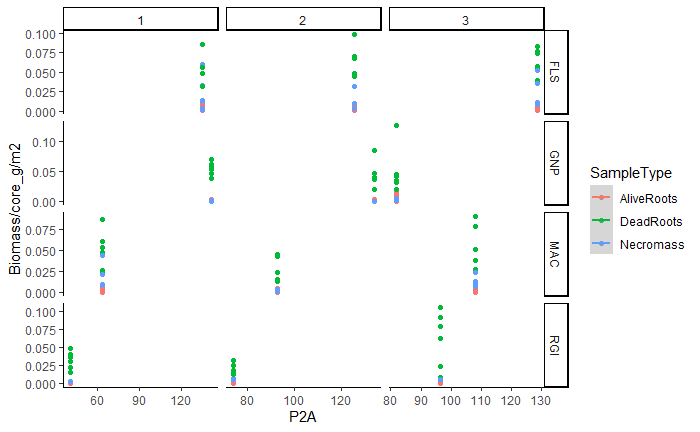 1 2 3
0.100
0.075
0.050
0.025
0.000
FLS
0.10
0.05
0.00
GNP
0.075
0.050
0.025
0.000
MAC
0.100
0.075
0.050
0.025
0.000
RGI
60 90 120 80 100 120 80 90 100 110 120 130
P2A
Biomass/core_g/m2
SampleType
AliveRoots
DeadRoots
Necromass